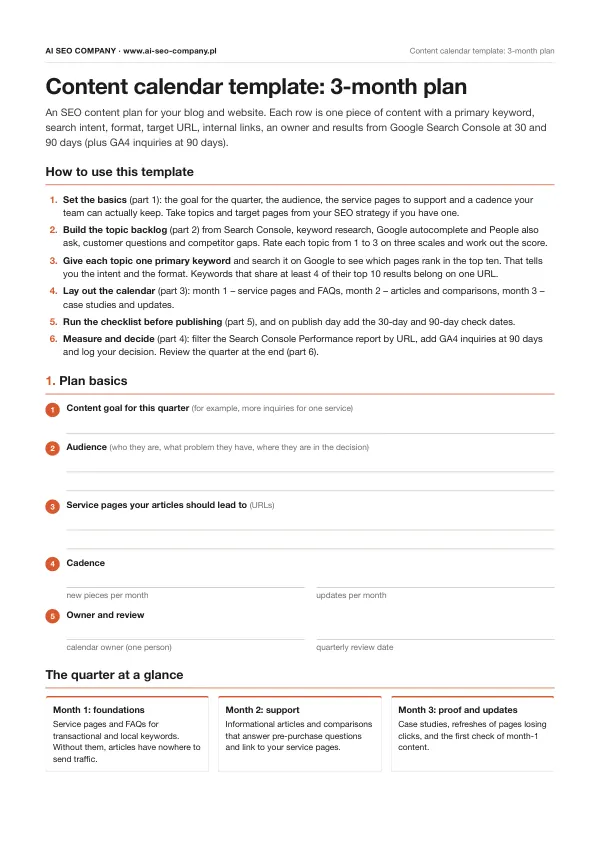 AI SEO COMPANY · www.ai-seo-company.pl
Content calendar template: 3-month plan
Content calendar template: 3-month plan
An SEO content plan for your blog and website. Each row is one piece of content with a primary keyword,
search intent, format, target URL, internal links, an owner and results from Google Search Console at 30 and
90 days (plus GA4 inquiries at 90 days).
How to use this template
1. Set the basics (part 1): the goal for the quarter, the audience, the service pages to support and a cadence your
team can actually keep. Take topics and target pages from your SEO strategy if you have one.
2. Build the topic backlog (part 2) from Search Console, keyword research, Google autocomplete and People also
ask, customer questions and competitor gaps. Rate each topic from 1 to 3 on three scales and work out the score.
3. Give each topic one primary keyword and search it on Google to see which pages rank in the top ten. That tells
you the intent and the format. Keywords that share at least 4 of their top 10 results belong on one URL.
4. Lay out the calendar (part 3): month 1 – service pages and FAQs, month 2 – articles and comparisons, month 3 –
case studies and updates.
5. Run the checklist before publishing (part 5), and on publish day add the 30-day and 90-day check dates.
6. Measure and decide (part 4): filter the Search Console Performance report by URL, add GA4 inquiries at 90 days
and log your decision. Review the quarter at the end (part 6).
1. Plan basics
1 Content goal for this quarter (for example, more inquiries for one service)
2 Audience (who they are, what problem they have, where they are in the decision)
3 Service pages your articles should lead to (URLs)
4 Cadence
new pieces per month
updates per month
5 Owner and review
calendar owner (one person)
quarterly review date
The quarter at a glance
Month 1: foundations
Service pages and FAQs for
transactional and local keywords.
Without them, articles have nowhere to
send traffic.
Month 2: support
Informational articles and comparisons
that answer pre-purchase questions
and link to your service pages.
Month 3: proof and updates
Case studies, refreshes of pages losing
clicks, and the first check of month-1
content.